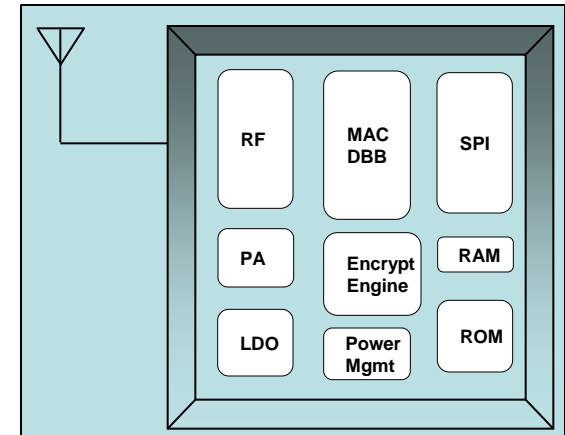 RF
MAC
DBB
SPI
PA
Encrypt
Engine
RAM
LDO
Power
Mgmt
ROM